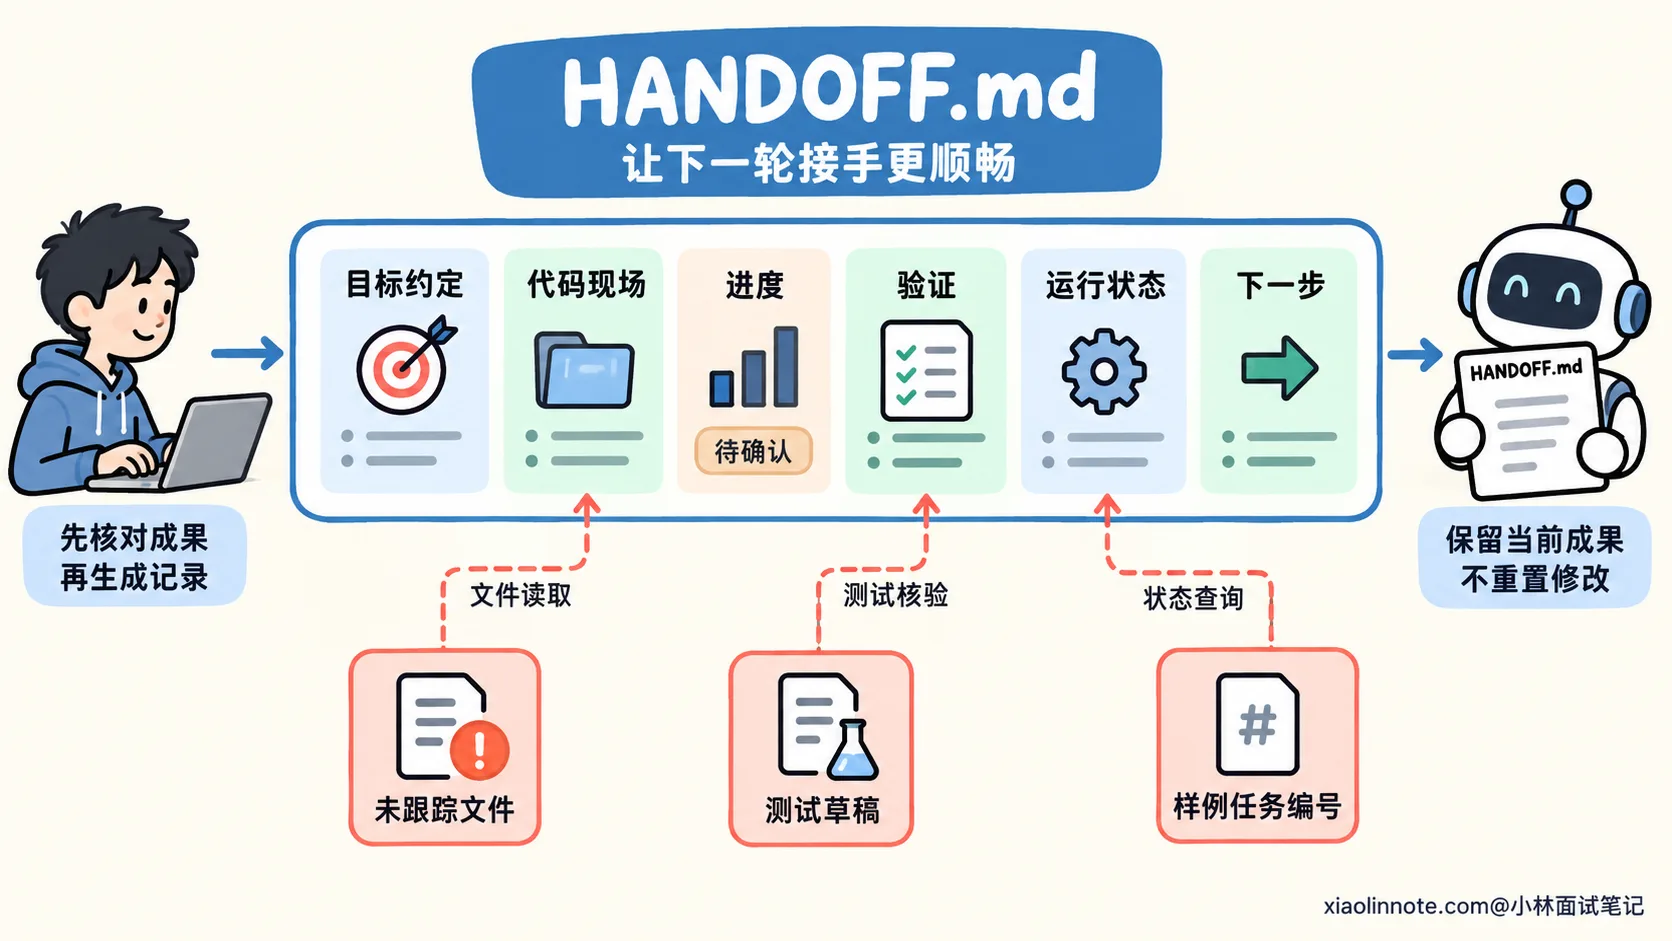 HANDOFF.md
让下一轮接手更顺畅
目标约定
代码现场
进度
验证
运行状态
下一步
待确认
HANDOFF.md
先核对成果
再生成记录
保留当前成果
不重置修改
文件读取
测试核验
状态查询
未跟踪文件
测试草稿
#
样例任务编号
xiaolinnote.com@小林面试笔记